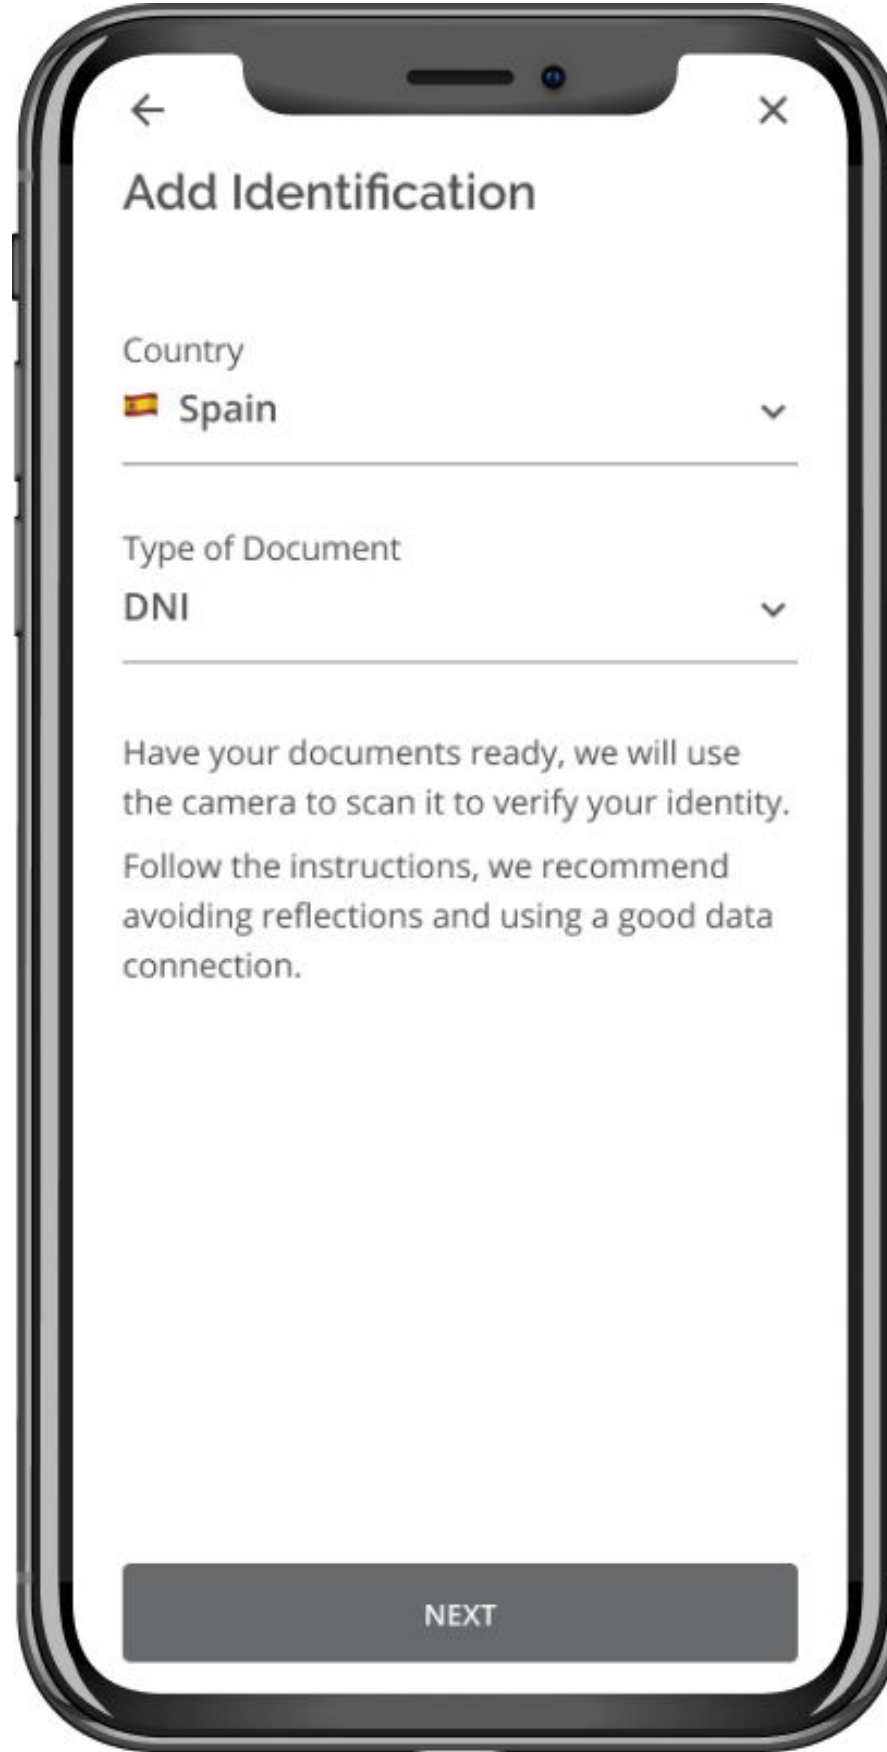 Add Identification
Country
Spain
Type of Document
DNI
Have your documents ready, we will use
the camera to scan it to verify your identity.
Follow the instructions, we recommend
avoiding reflections and using a good data
connection.
NEXT